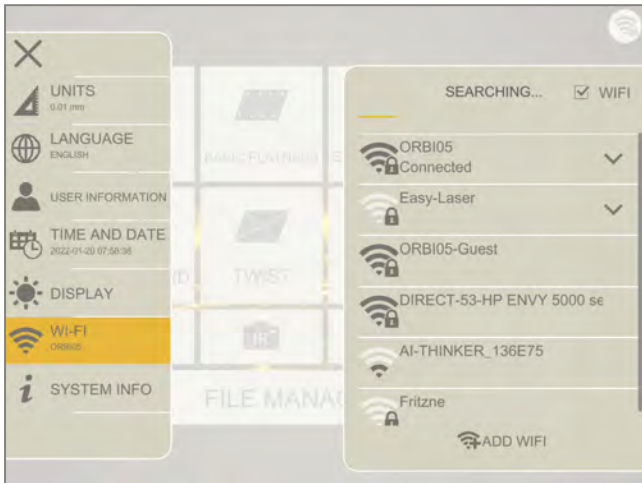 UNITS
0.01 mm
LANGUAGE
ENGLISH
USER INFORMATION
TIME AND DATE
2022-01-20 07:58:38
DISPLAY
WI-FI
ORBI05
SYSTEM INFO
TWIST
IR
FILE MANAG
SEARCHING...
WIFI
ORBI05
Connected
Easy-Laser
ORBI05-Guest
DIRECT-53-HP ENVY 5000 se
AI-THINKER_136E75
Fritzne
ADD WIFI